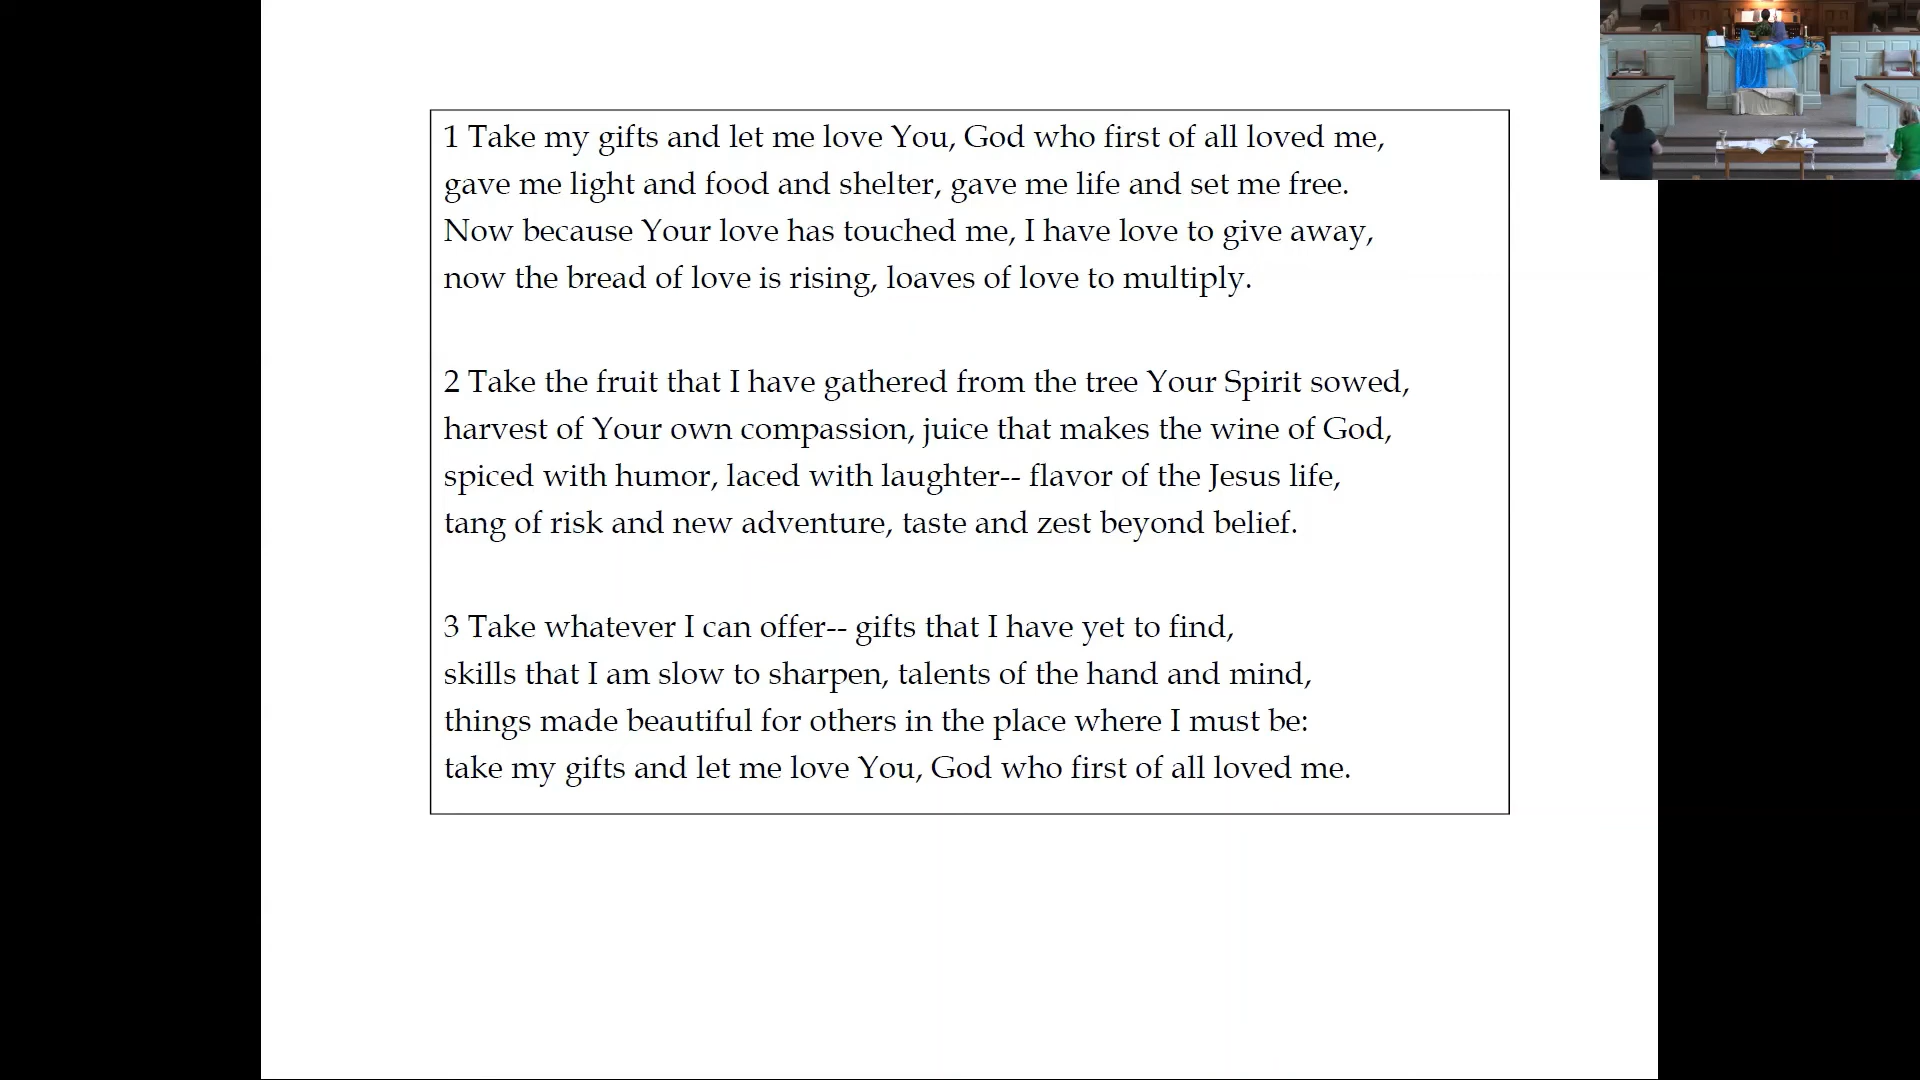 1 Take my gifts and let me love You, God who first of all loved me,
gave me light and food and shelter, gave me life and set me free.
Now because Your love has touched me, I have love to give away,
now the bread of love is rising, loaves of love to multiply.
2 Take the fruit that I have gathered from the tree Your Spirit sowed,
harvest of Your own compassion, juice that makes the wine of God,
spiced with humor, laced with laughter-- flavor of the Jesus life,
tang of risk and new adventure, taste and zest beyond belief.
3 Take whatever I can offer-- gifts that I have yet to find,
skills that I am slow to sharpen, talents of the hand and mind,
things made beautiful for others in the place where I must be:
take my gifts and let me love You, God who first of all loved me.